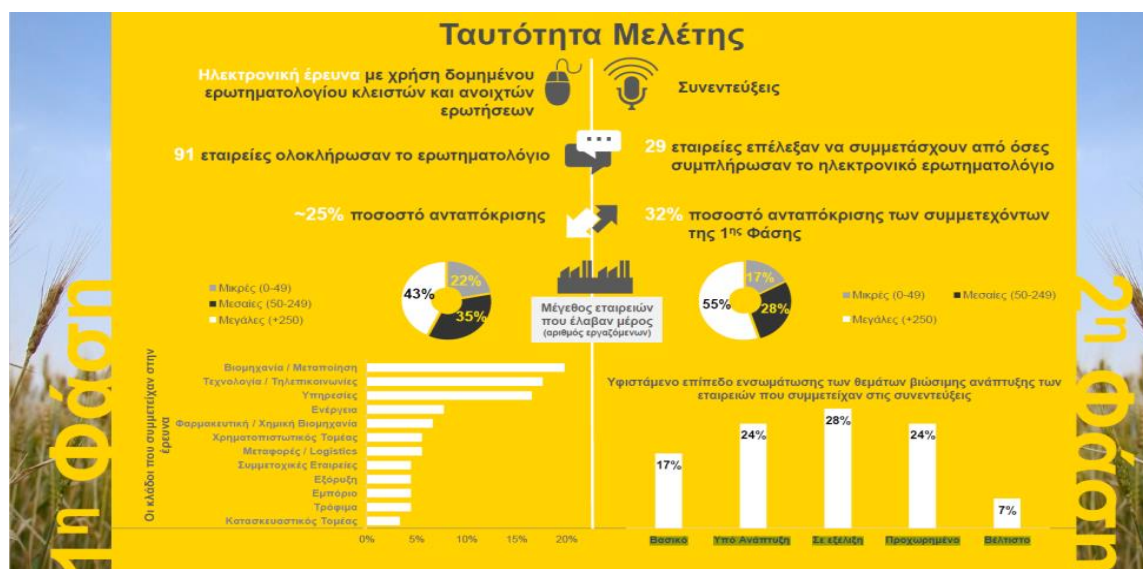 Ταυτότητα Μελέτης
Ηλεκτρονική έρευνα με χρήση δομημένου
ερωτηματολογίου κλειστών και ανοιχτών
ερωτήσεων
Συνεντεύξεις
91 εταιρείες ολοκλήρωσαν το ερωτηματολόγιο
29 εταιρείες επέλεξαν να συμμετάσχουν από όσες
συμπλήρωσαν το ηλεκτρονικό ερωτηματολόγιο
~25% ποσοστό ανταπόκρισης
32% ποσοστό ανταπόκρισης των συμμετεχόντων
της 1ης Φάσης
1η Φάση
Μικρές (0-49)
Μεσαίες (50-249)
Μεγάλες (+250)
22%
43%
35%
Μέγεθος εταιρειών
που έλαβαν μέρος
(αριθμός εργαζόμενων)
17%
55%
28%
Μικρές (0-49)
Μεσαίες (50-249)
Μεγάλες (+250)
2η Φάση
Οι κλάδοι που συμμετείχαν στην
έρευνα
Βιομηχανία / Μεταποίηση
Τεχνολογία / Τηλεπικοινωνίες
Υπηρεσίες
Ενέργεια
Φαρμακευτική / Χημική Βιομηχανία
Χρηματοπιστωτικός Τομέας
Μεταφορές / Logistics
Συμμετοχικές Εταιρείες
Εξόρυξη
Εμπόριο
Τρόφιμα
Κατασκευαστικός Τομέας
0% 5% 10% 15% 20%
Υφιστάμενο επίπεδο ενσωμάτωσης των θεμάτων βιώσιμης ανάπτυξης των
εταιρειών που συμμετείχαν στις συνεντεύξεις
17% 24% 28% 24% 7%
Βασικό Υπό Ανάπτυξη Σε εξέλιξη Προχωρημένο Βέλτιστο